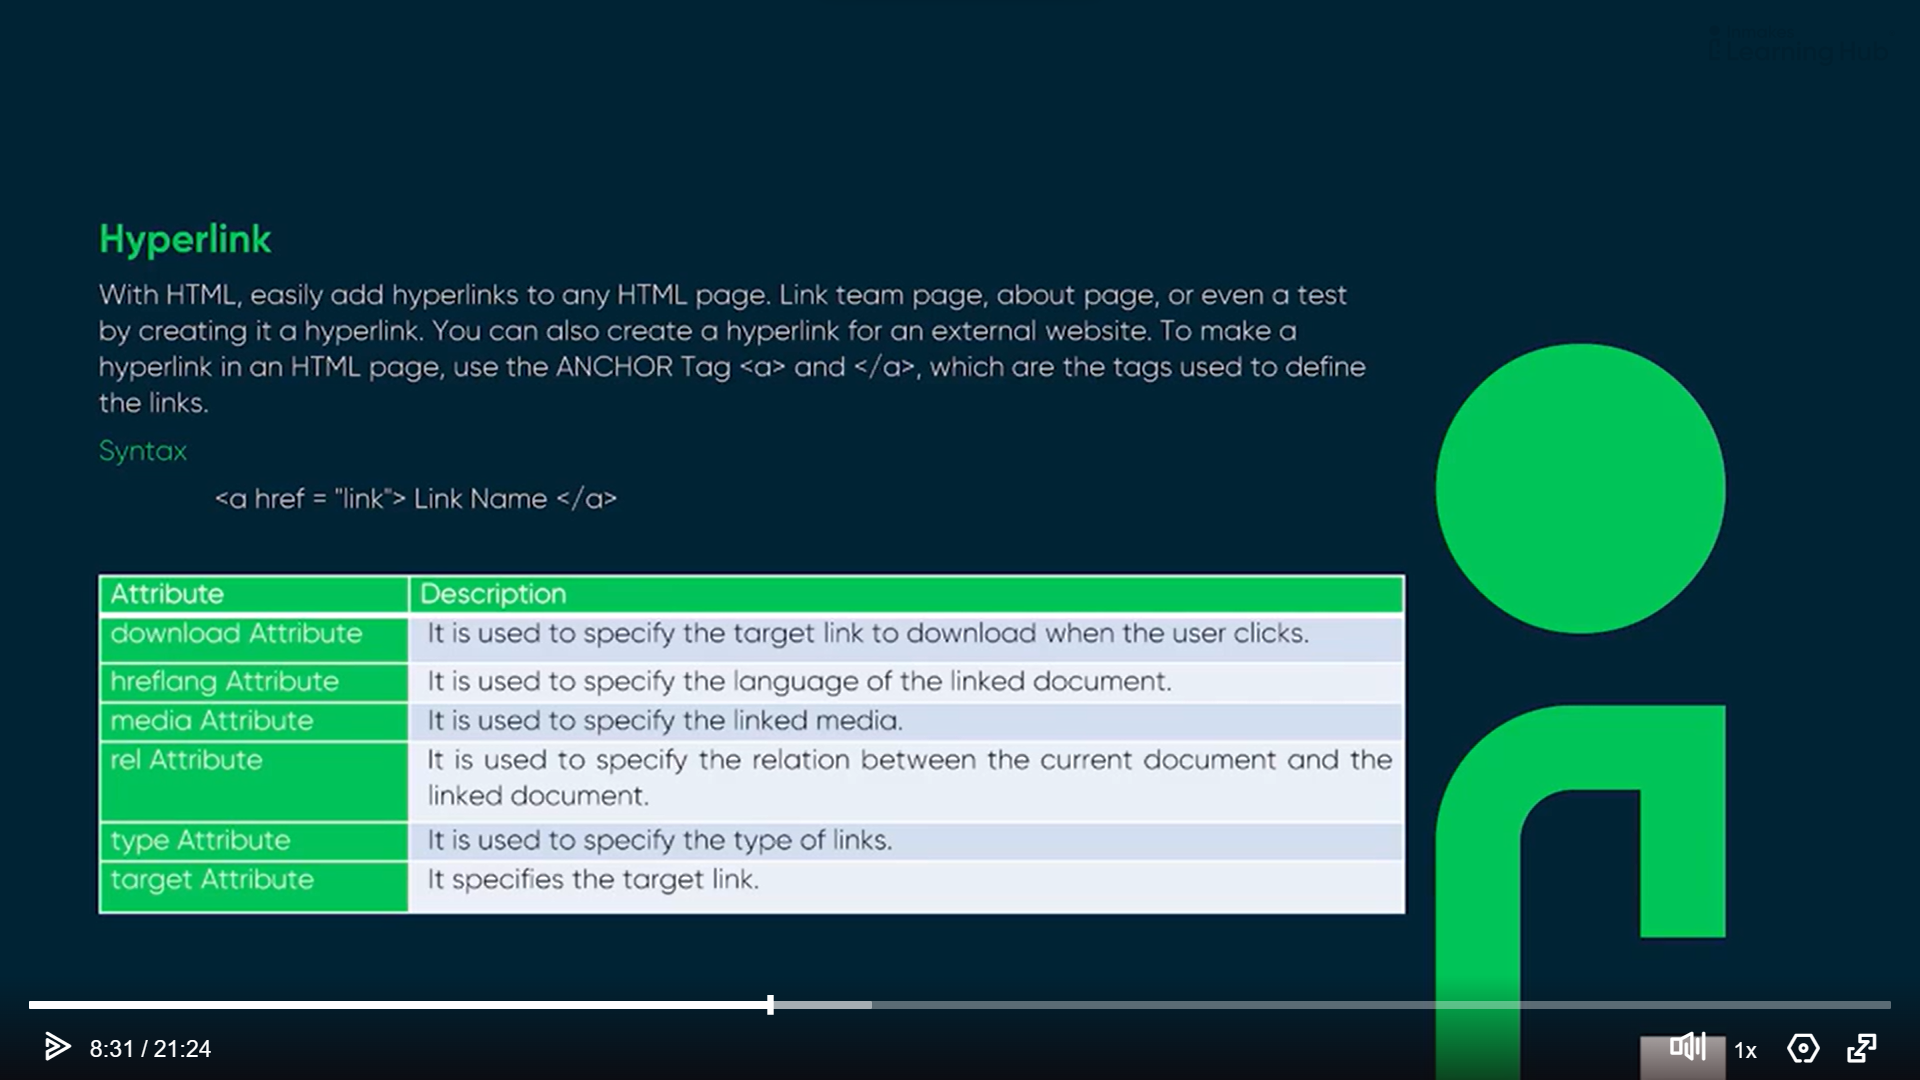 Hyperlink
With HTML, easily add hyperlinks to any HTML page. Link team page, about page, or even a test
by creating it a hyperlink. You can also create a hyperlink for an external website. To make a
hyperlink in an HTML page, use the ANCHOR Tag <a> and </a>, which are the tags used to define
the links.
Syntax
<a href = "link"> Link Name </a>
Attribute Description
download Attribute It is used to specify the target link to download when the user clicks.
hreflang Attribute It is used to specify the language of the linked document.
media Attribute It is used to specify the linked media.
rel Attribute It is used to specify the relation between the current document and the
linked document.
type Attribute It is used to specify the type of links.
target Attribute It specifies the target link.
8:31 / 21:24 1x